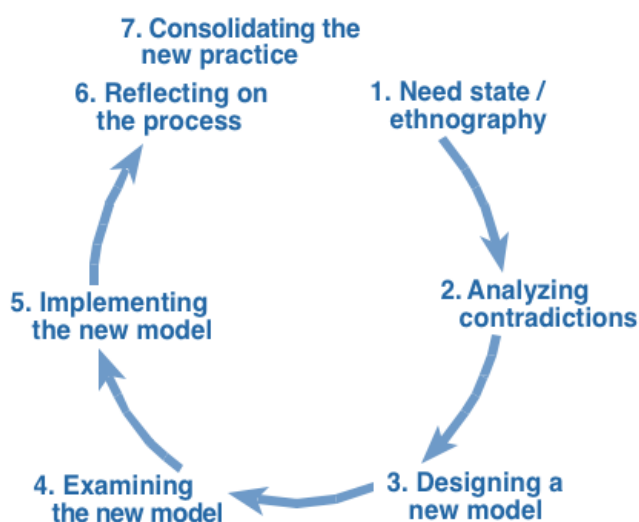 7. Consolidating the
new practice
6. Reflecting on
the process
1. Need state /
ethnography
5. Implementing
the new model
2. Analyzing
contradictions
4. Examining
the new model
3. Designing a
new model